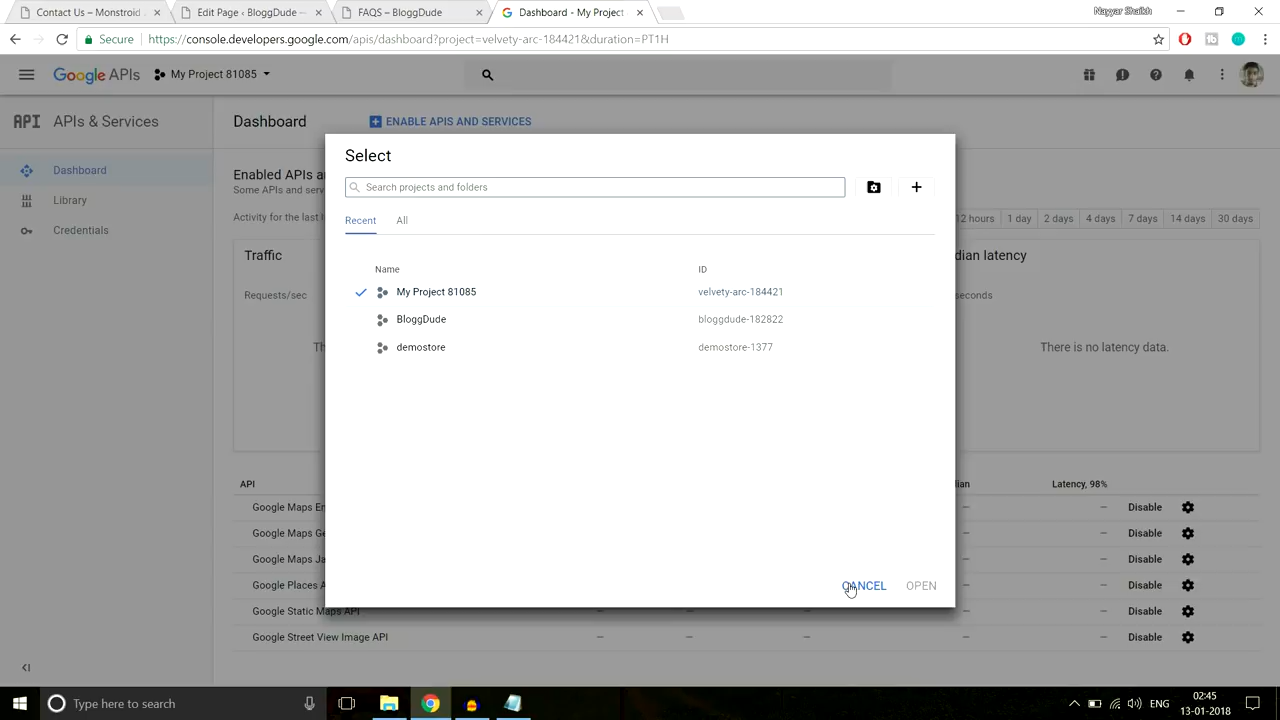 Contact Us – Monstroid
Edit Page ‹ BloggDude —
FAQS – BloggDude
Dashboard - My Project
Nayyar Shaikh
Secure
https://console.developers.google.com/apis/dashboard?project=velvety-arc-184421&duration=PT1H
Google APIs
My Project 81085
API APIs & Services
Dashboard
ENABLE APIS AND SERVICES
Dashboard
Library
Credentials
Enabled APIs a
Some APIs and serv
Activity for the last
12 hours
1 day
2 days
4 days
7 days
14 days
30 days
Traffic
Requests/sec
Th
dian latency
seconds
There is no latency data.
Select
Search projects and folders
Recent
All
Name
ID
My Project 81085
velvety-arc-184421
BloggDude
bloggdude-182822
demostore
demostore-1377
CANCEL
OPEN
API
dian
Latency, 98%
Google Maps Em
— — Disable
Google Maps Ge
— — Disable
Google Maps Ja
— — Disable
Google Places A
— — Disable
Google Static Maps API
— — — — — Disable
Google Street View Image API
— — — — — Disable
Type here to search
ENG
02:45
13-01-2018